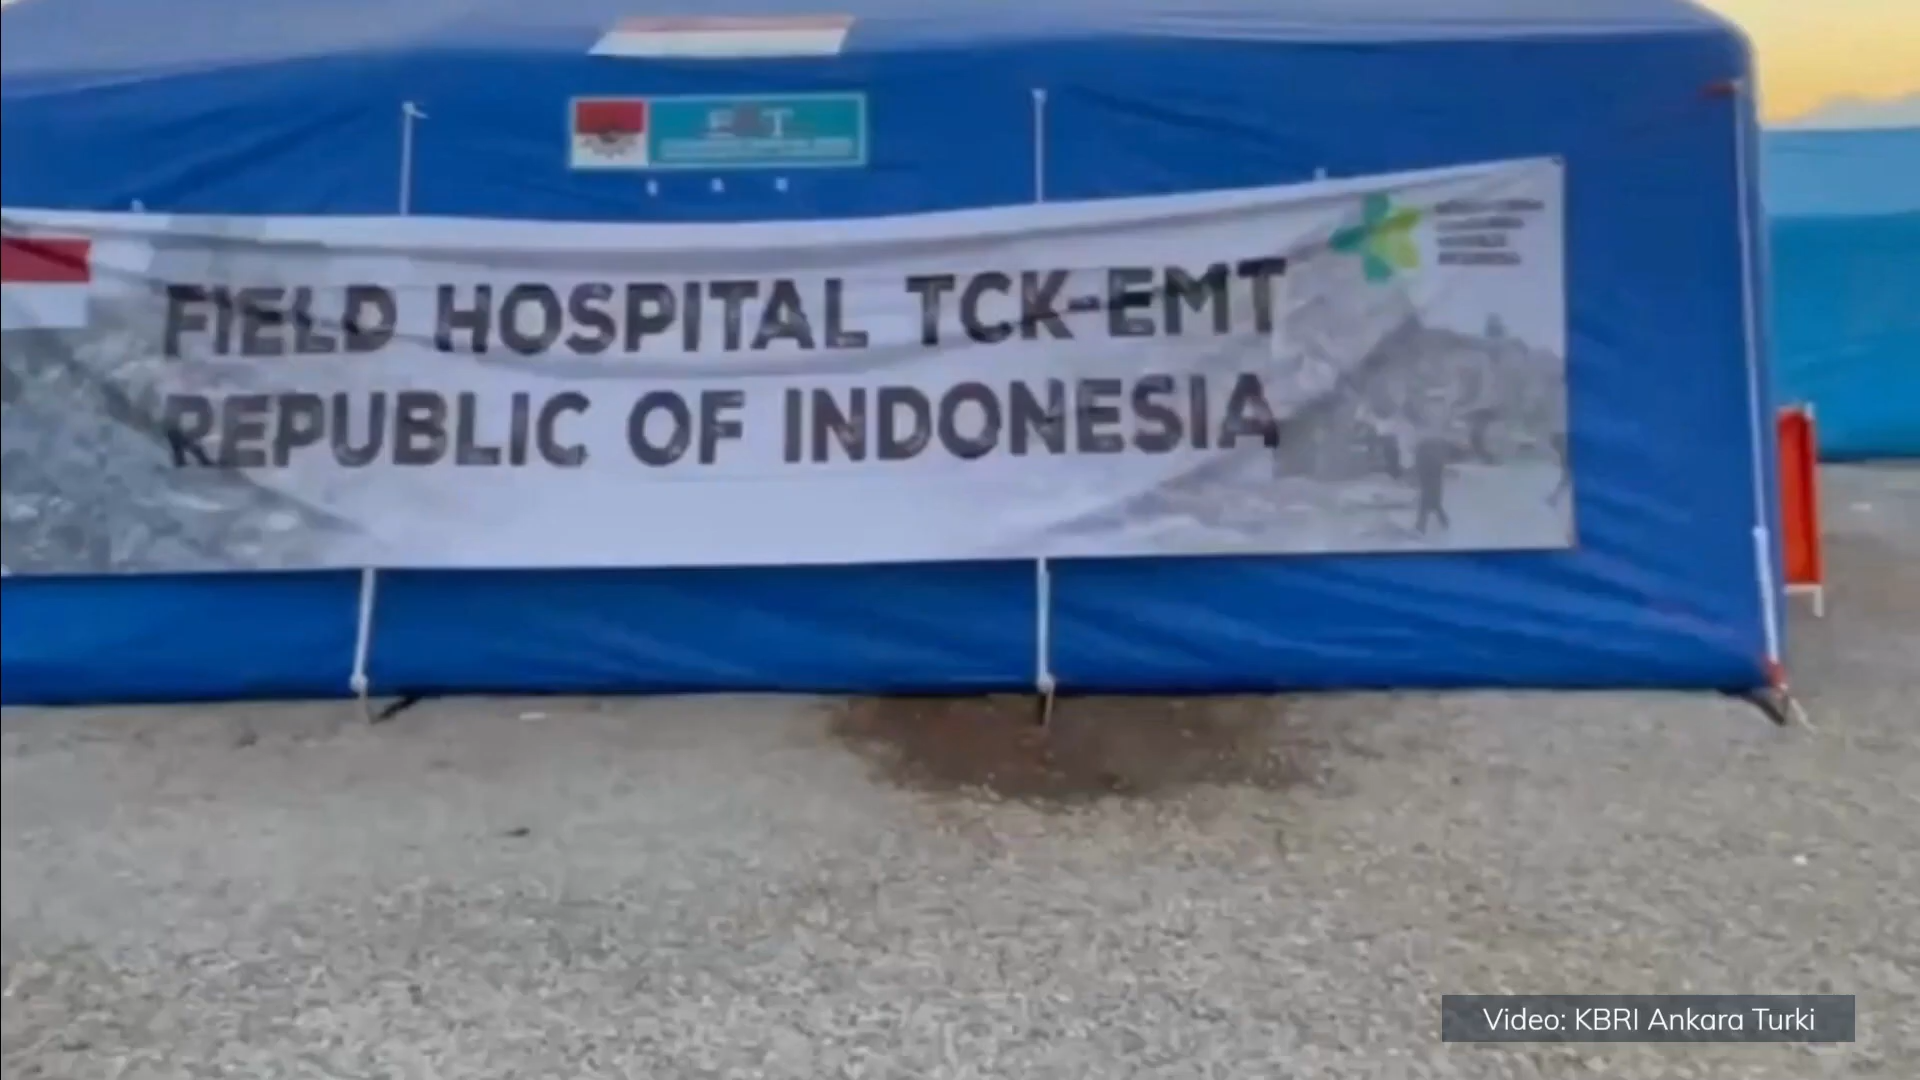 FIELD HOSPITAL TCK-EMT
REPUBLIC OF INDONESIA
Video: KBRI Ankara Turki